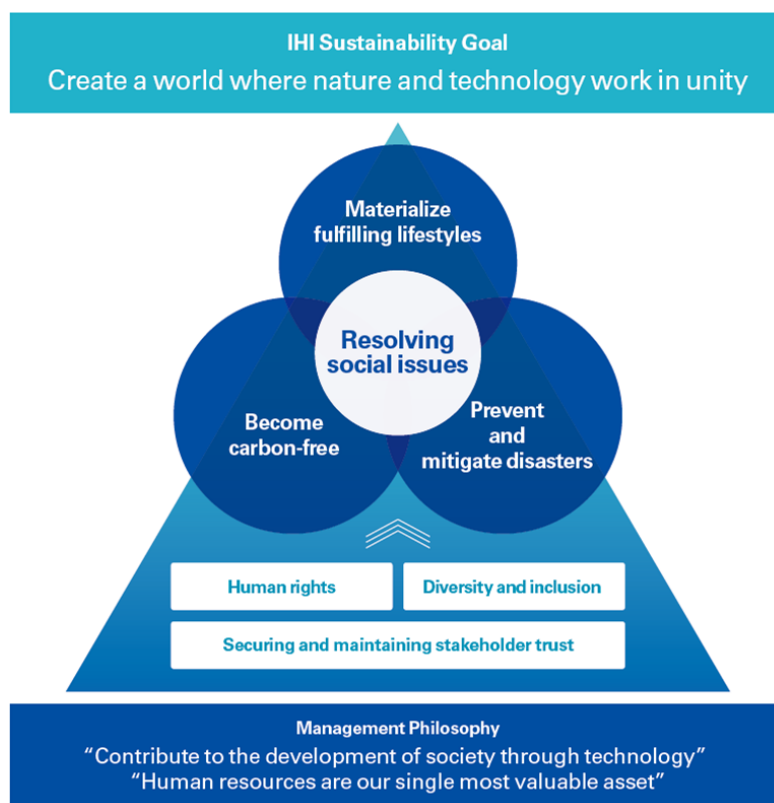 IHI Sustainability Goal
Create a world where nature and technology work in unity
Materialize
fulfilling lifestyles
Resolving
social issues
Become
carbon-free
Prevent
and
mitigate disasters
Human rights
Diversity and inclusion
Securing and maintaining stakeholder trust
Management Philosophy
“Contribute to the development of society through technology”
“Human resources are our single most valuable asset”